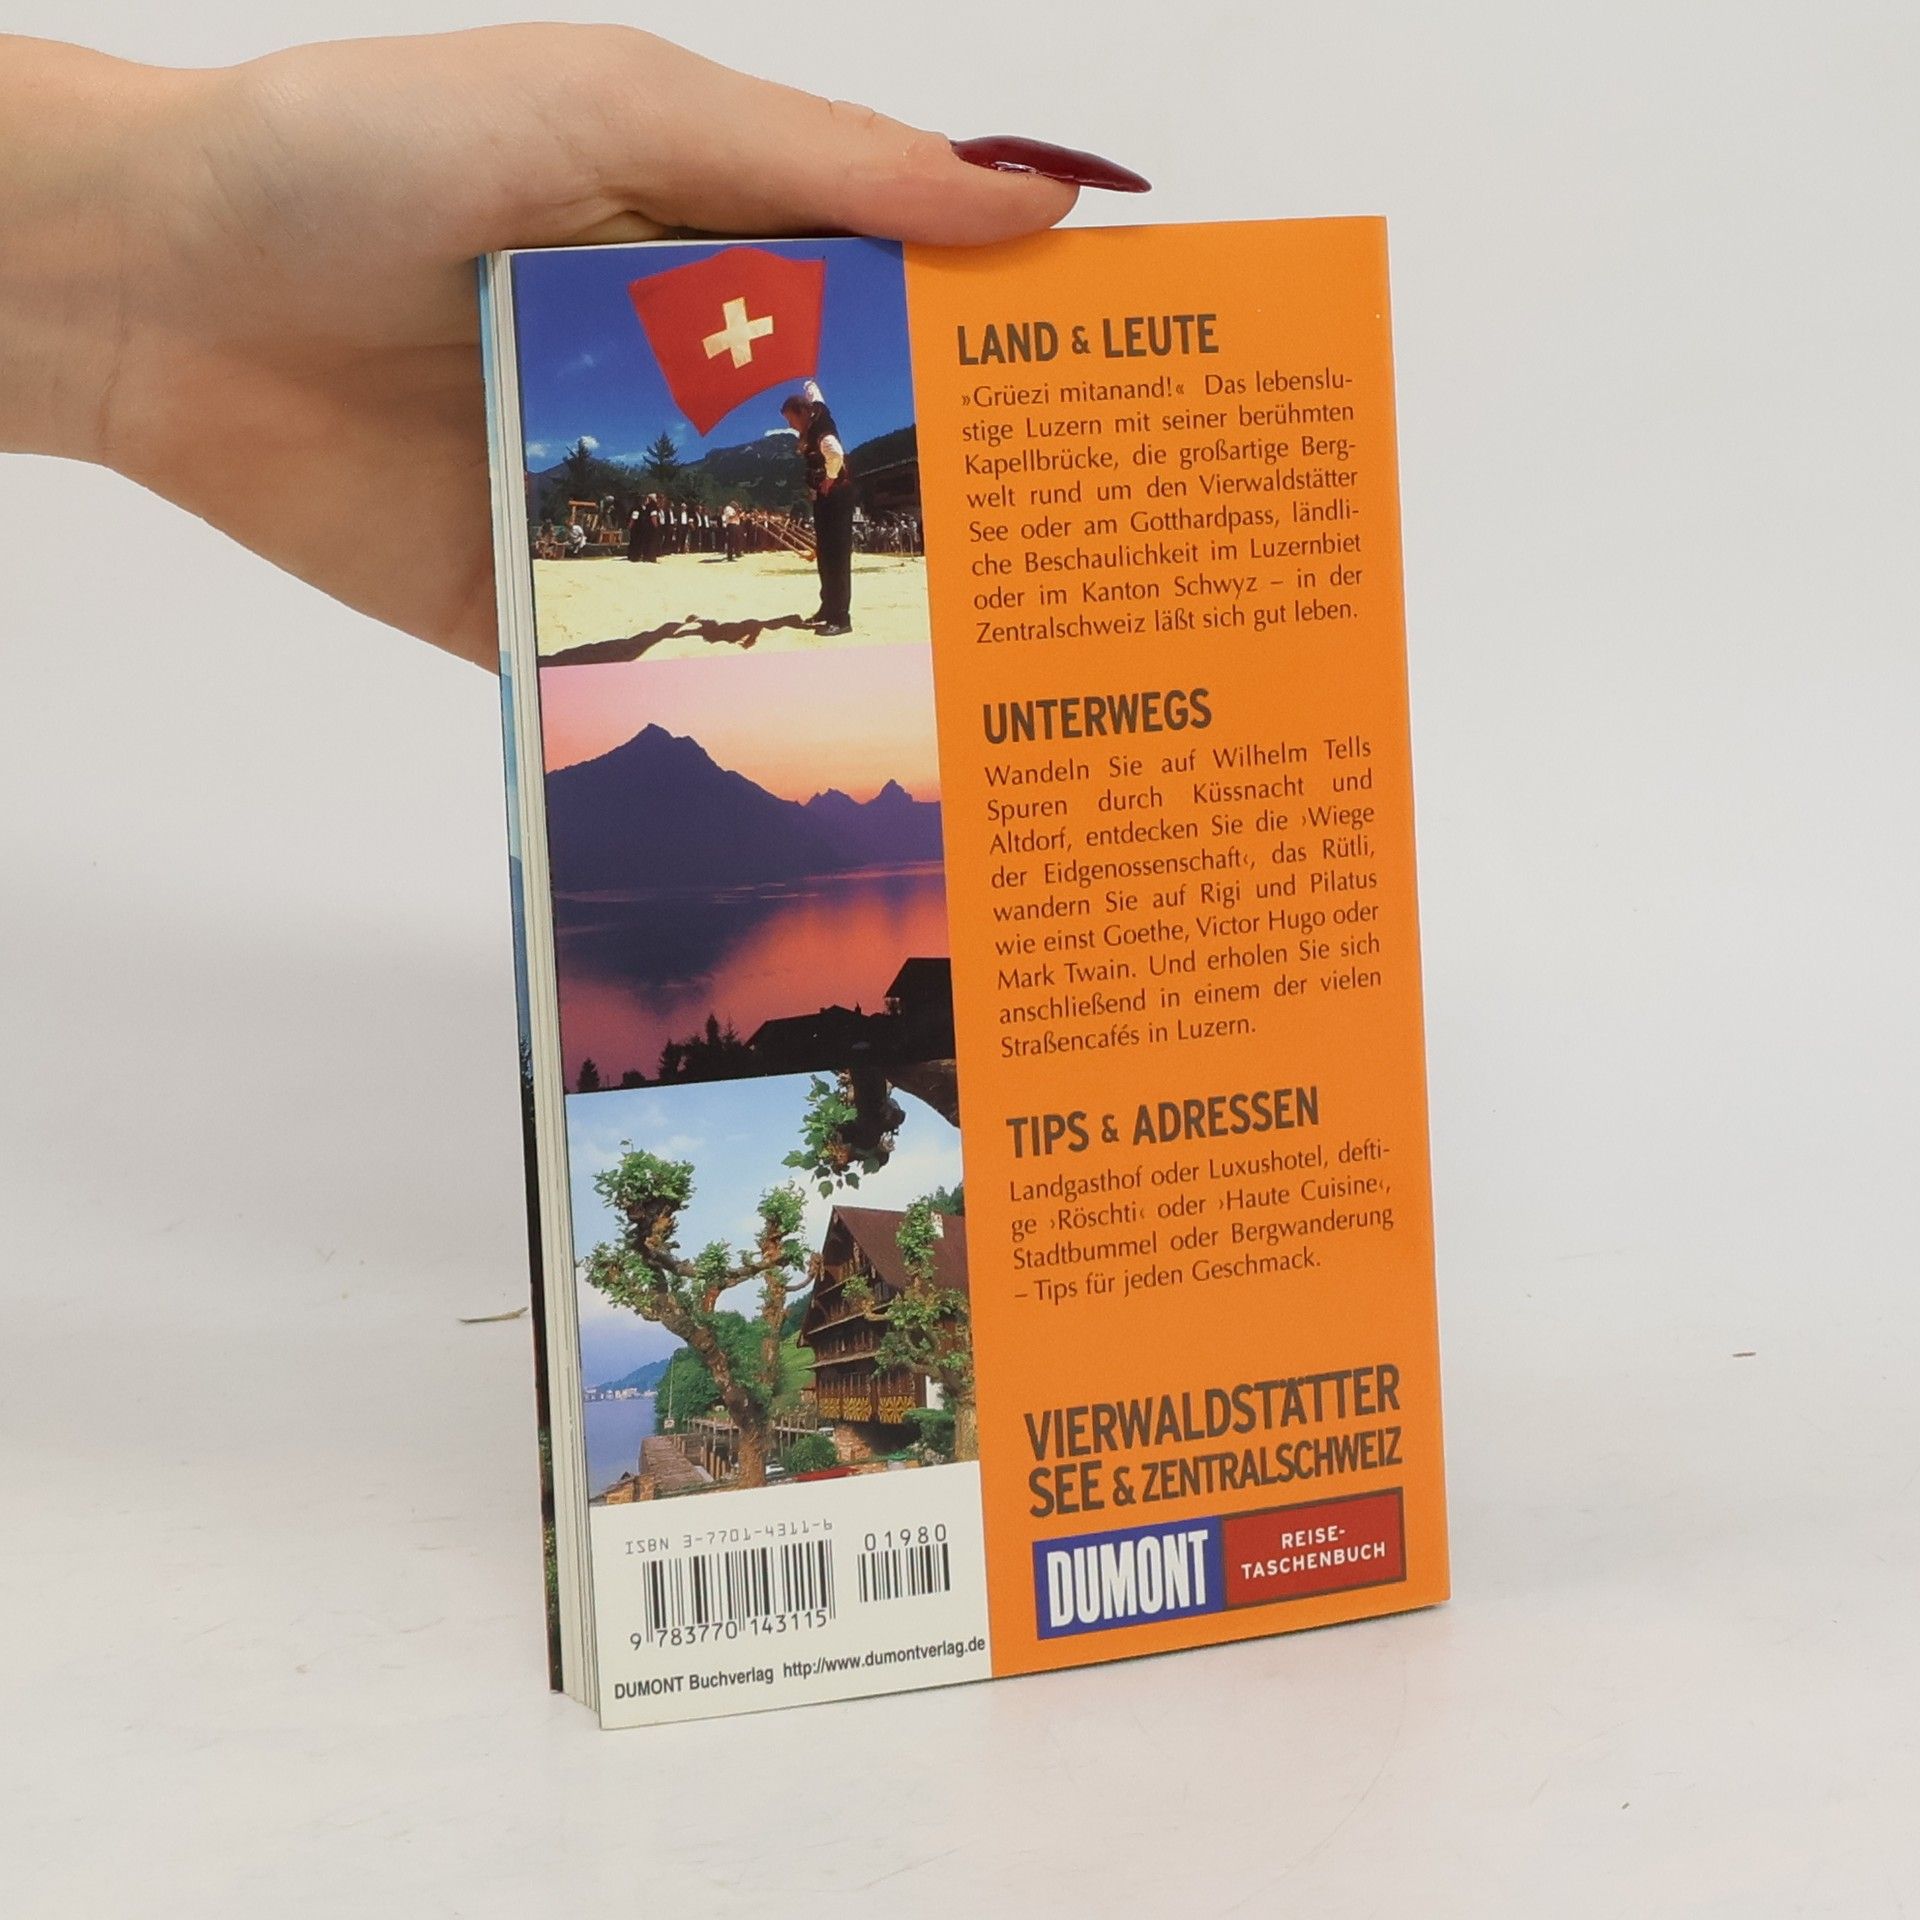 LAND & LEUTE
»Grüezi mitanand!« Das lebenslu-
stige Luzern mit seiner berühmten
Kapellbrücke, die großartige Berg-
welt rund um den Vierwaldstätter
See oder am Gotthardpass, ländli-
che Beschaulichkeit im Luzernbiet
oder im Kanton Schwyz – in der
Zentralschweiz läßt sich gut leben.
UNTERWEGS
Wandeln Sie auf Wilhelm Tells
Spuren durch Küssnacht und
Altdorf, entdecken Sie die ›Wiege
der Eidgenossenschaft‹, das Rütli,
wandern Sie auf Rigi und Pilatus
wie einst Goethe, Victor Hugo oder
Mark Twain. Und erholen Sie sich
anschließend in einem der vielen
Straßencafés in Luzern.
TIPS & ADRESSEN
Landgasthof oder Luxushotel, defti-
ge ›Röschti‹ oder ›Haute Cuisine‹,
Stadtbummel oder Bergwanderung
– Tips für jeden Geschmack.
VIERWALDSTÄTTER
SEE & ZENTRALSCHWEIZ
DUMONT
REISE-
TASCHENBUCH
ISBN 3-7701-4311-6
01980
9 783770 143115
DUMONT Buchverlag http://www.dumontverlag.de